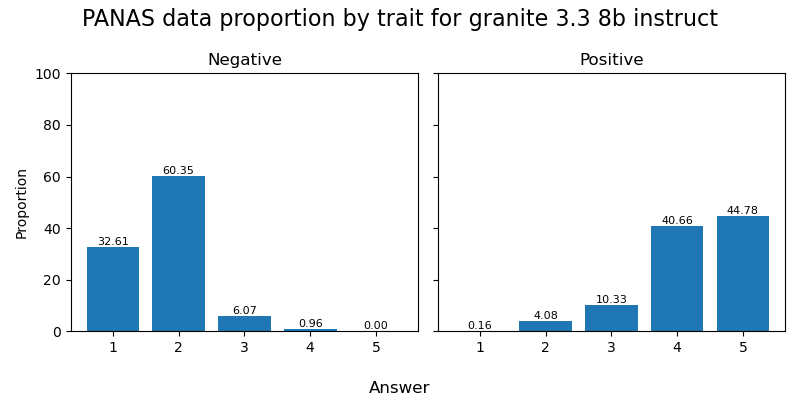 PANAS data proportion by trait for granite 3.3 8b instruct
Negative
Positive
100
80
60
40
20
0
Proportion
32.61
60.35
6.07
0.96
0.00
0.16
4.08
10.33
40.66
44.78
1 2 3 4 5
1 2 3 4 5
Answer